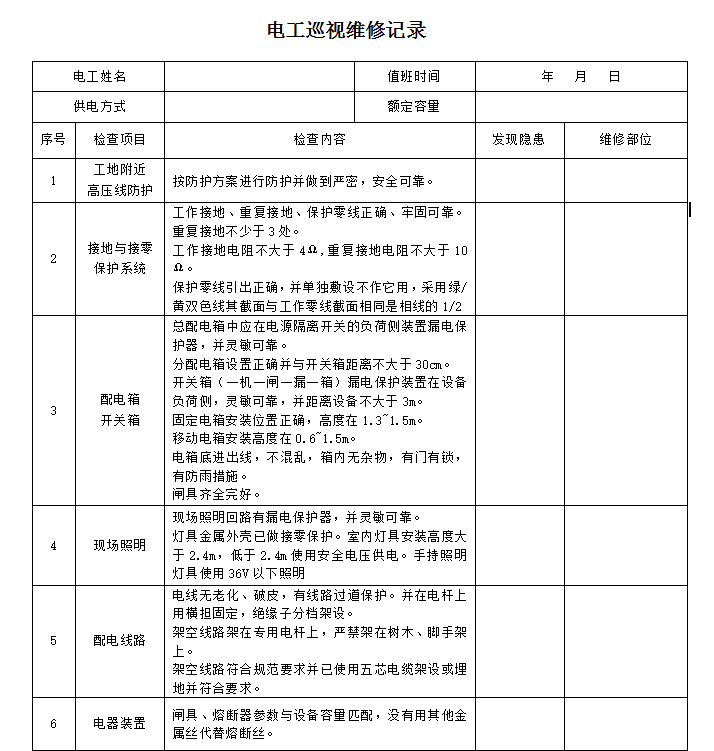 电工巡视维修记录
电工姓名 值班时间 年 月 日
供电方式 额定容量
序号 检查项目 检查内容 发现隐患 维修部位
1
工地附近
高压线防护
按防护方案进行防护并做到严密，安全可靠。
2
接地与接零
保护系统
工作接地、重复接地、保护零线正确、牢固可靠。
重复接地不少于3处。
工作接地电阻不大于4Ω,重复接地电阻不大于10
Ω。
保护零线引出正确，并单独敷设不作它用，采用绿/
黄双色线其截面与工作零线截面相同是相线的1/2
3
配电箱
开关箱
总配电箱中应在电源隔离开关的负荷侧装置漏电保
护器，并灵敏可靠。
分配电箱设置正确并与开关箱距离不大于30cm。
开关箱（一机一闸一漏一箱）漏电保护装置在设备
负荷侧，灵敏可靠，并距离设备不大于3m。
固定电箱安装位置正确，高度在1.3~1.5m。
移动电箱安装高度在0.6~1.5m。
电箱底进出线，不混乱，箱内无杂物，有门有锁，
有防雨措施。
闸具齐全完好。
4
现场照明
现场照明回路有漏电保护器，并灵敏可靠。
灯具金属外壳已做接零保护。室内灯具安装高度大
于2.4m，低于2.4m使用安全电压供电。手持照明
灯具使用36V以下照明
5
配电线路
电线无老化、破皮，有线路过道保护。并在电杆上
用横担固定，绝缘子分档架设。
架空线路架在专用电杆上，严禁架在树木、脚手架
上。
架空线路符合规范要求并已使用五芯电缆架设或埋
地并符合要求。
6
电器装置
闸具、熔断器参数与设备容量匹配，没有用其他金
属丝代替熔断丝。